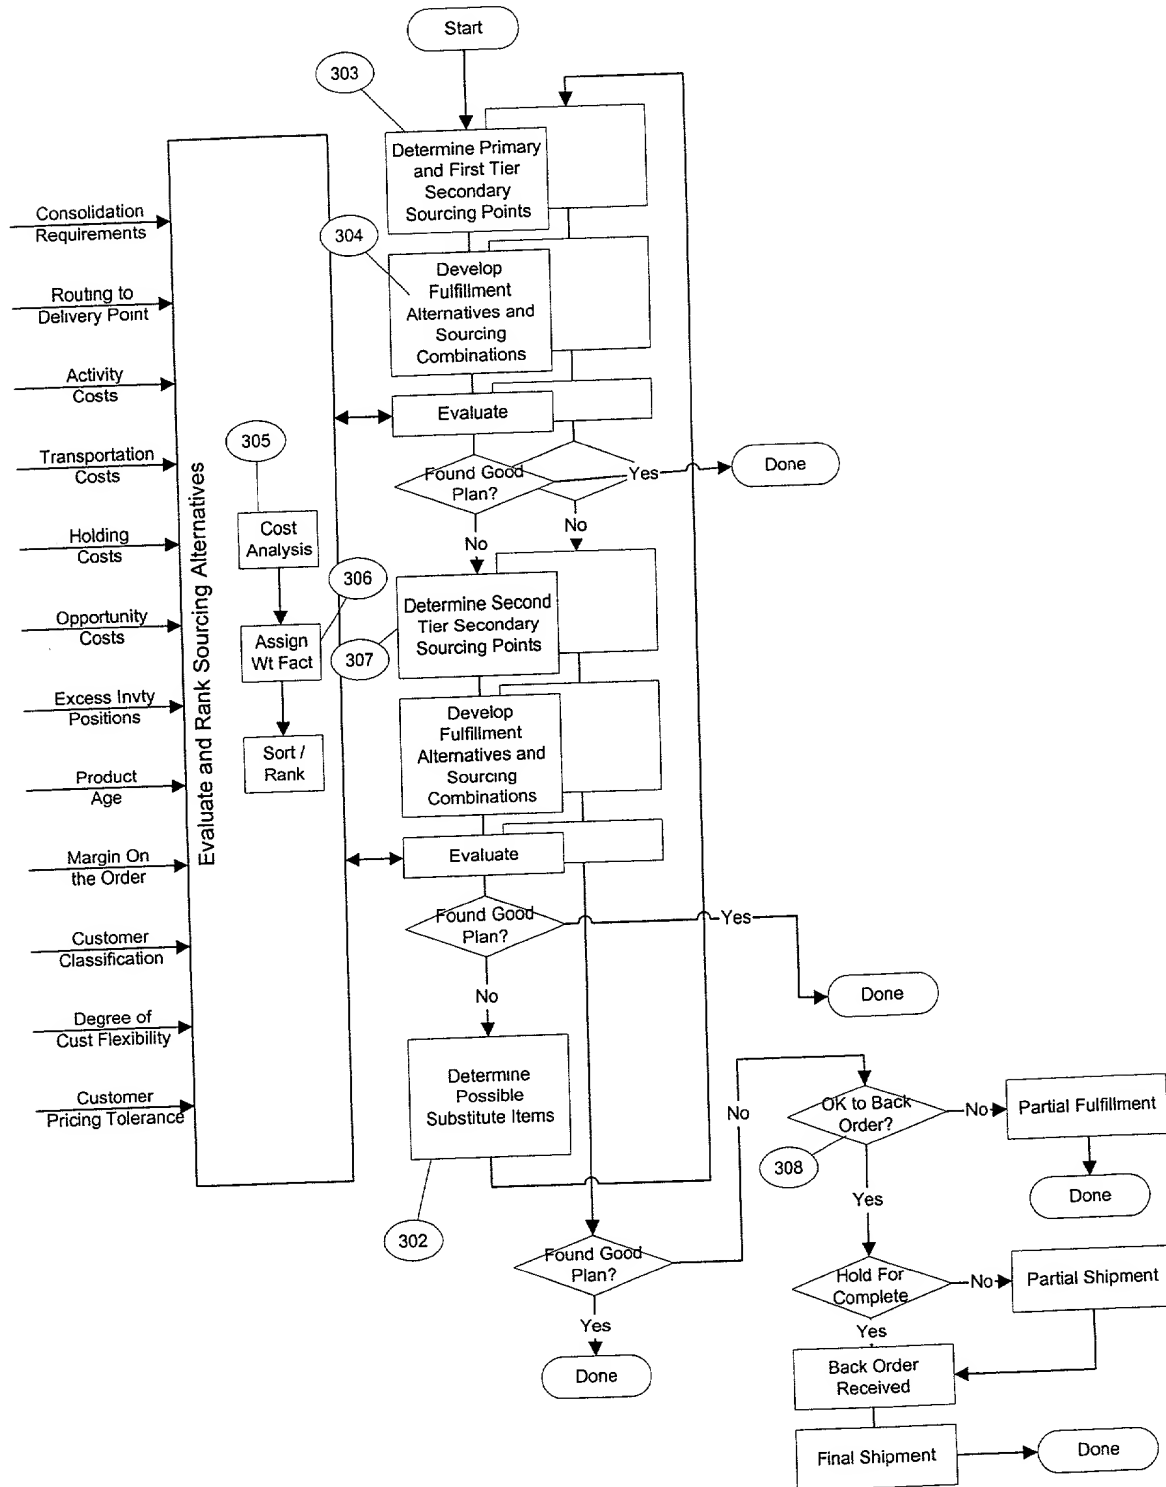 Start
303
Determine Primary
and First Tier
Secondary
Sourcing Points
304
Develop
Fulfillment
Alternatives and
Sourcing
Combinations
Evaluate
Found Good
Plan?
Yes
Done
No
No
Consolidation
Requirements
Routing to
Delivery Point
Activity
Costs
Transportation
Costs
Holding
Costs
Opportunity
Costs
Excess Invty
Positions
Product
Age
Margin On
the Order
Customer
Classification
Degree of
Cust Flexibility
Customer
Pricing Tolerance
Evaluate and Rank Sourcing Alternatives
305
Cost
Analysis
306
Assign
Wt Fact
Sort /
Rank
307
Determine Second
Tier Secondary
Sourcing Points
Develop
Fulfillment
Alternatives and
Sourcing
Combinations
Evaluate
Found Good
Plan?
Yes
Done
No
Determine
Possible
Substitute Items
302
Found Good
Plan?
No
Yes
Done
OK to Back
Order?
308
No
Partial Fulfillment
Done
Yes
Hold For
Complete
No
Partial Shipment
Yes
Back Order
Received
Final Shipment
Done